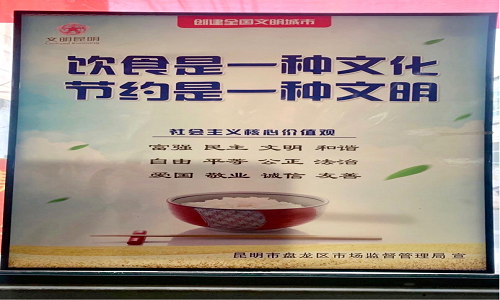 创建全国文明城市
文明昆明
饮食是一种文化
节约是一种文明
社会主义核心价值观
富强 民主 文明 和谐
自由 平等 公正 法治
爱国 敬业 诚信 友善
昆明市盘龙区市场监督管理局 宣